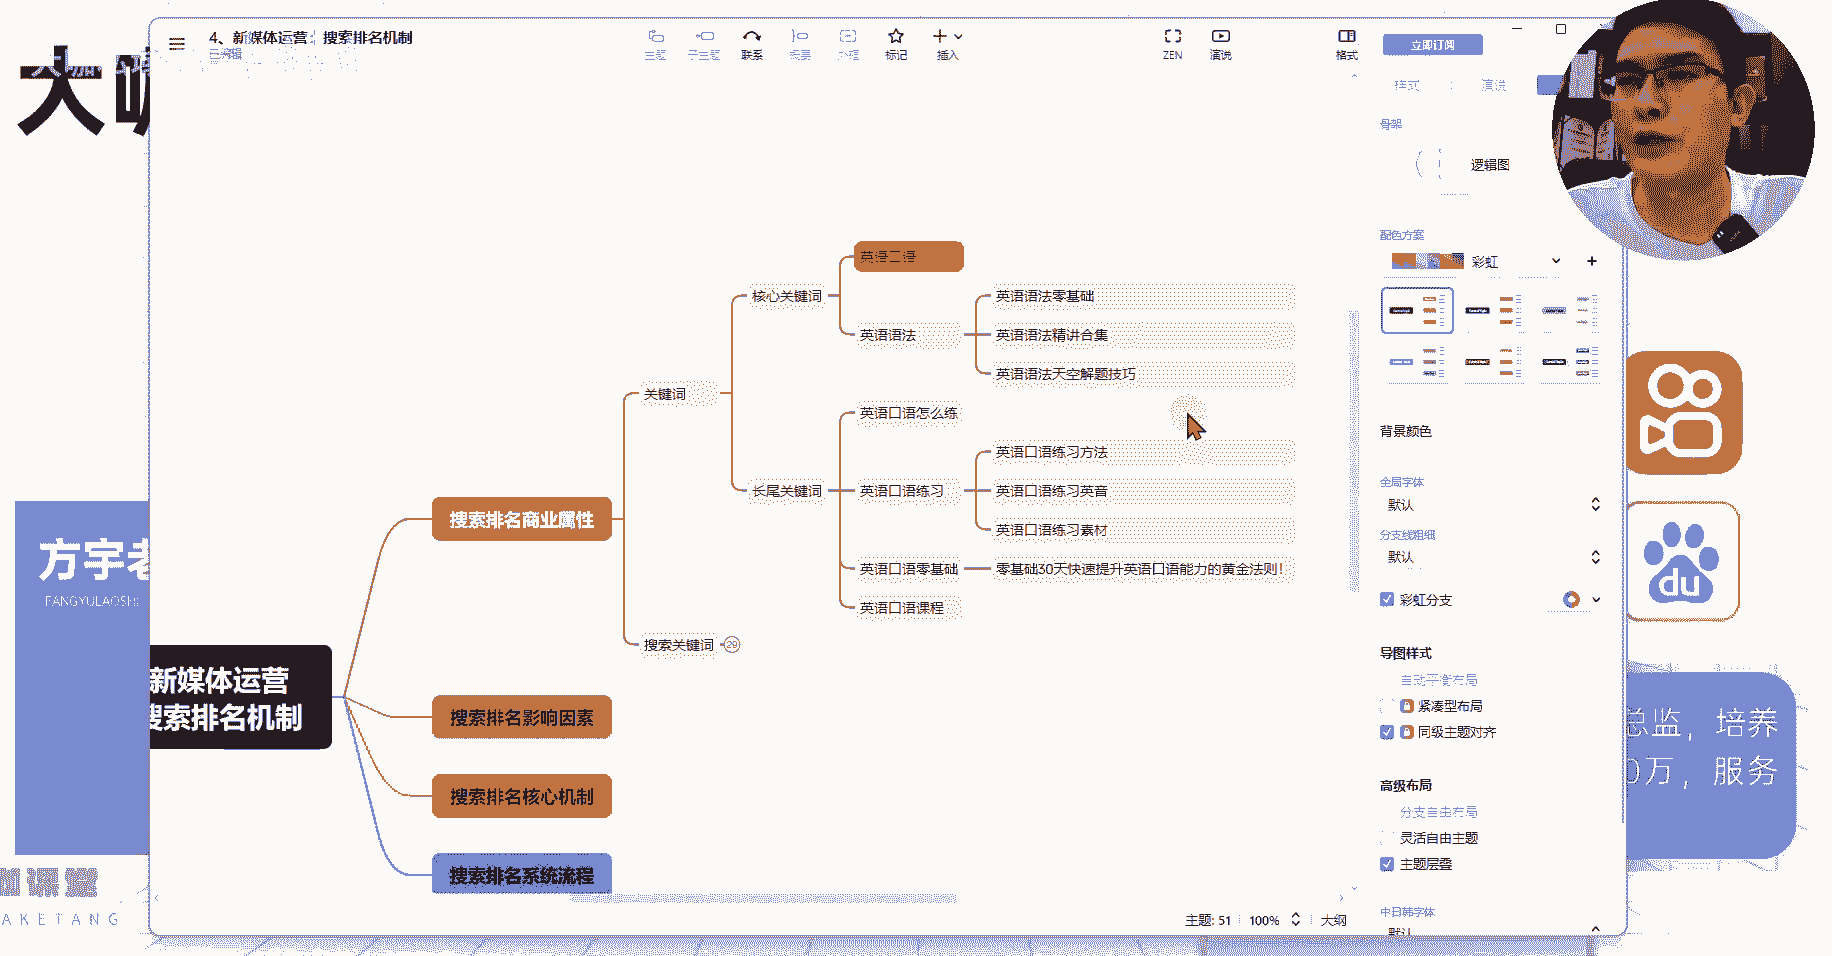 4、新媒体运营：搜索排名机制
已编辑
主题
子主题
联系
概要
外框
标记
插入
ZEN
演说
格式
立即订阅
样式
演说
骨架
逻辑图
配色方案
彩虹
背景颜色
全局字体
默认
分支线粗细
默认
彩虹分支
导图样式
自动平衡布局
紧凑型布局
同级主题对齐
高级布局
分支自由布局
灵活自由主题
主题层叠
中日韩字体
默认
新媒体运营
搜索排名机制
搜索排名商业属性
关键词
核心关键词
英语口语
英语语法
英语语法零基础
英语语法精讲合集
英语语法天空解题技巧
长尾关键词
英语口语怎么练
英语口语练习
英语口语练习方法
英语口语练习英音
英语口语练习素材
英语口语零基础
零基础30天快速提升英语口语能力的黄金法则！
英语口语课程
搜索关键词
29
搜索排名影响因素
搜索排名核心机制
搜索排名系统流程
主题: 51
100%
大纲
大
方宇老
FANGYULAOSHI
课堂
AKETANG
du
总监，培养
0万，服务